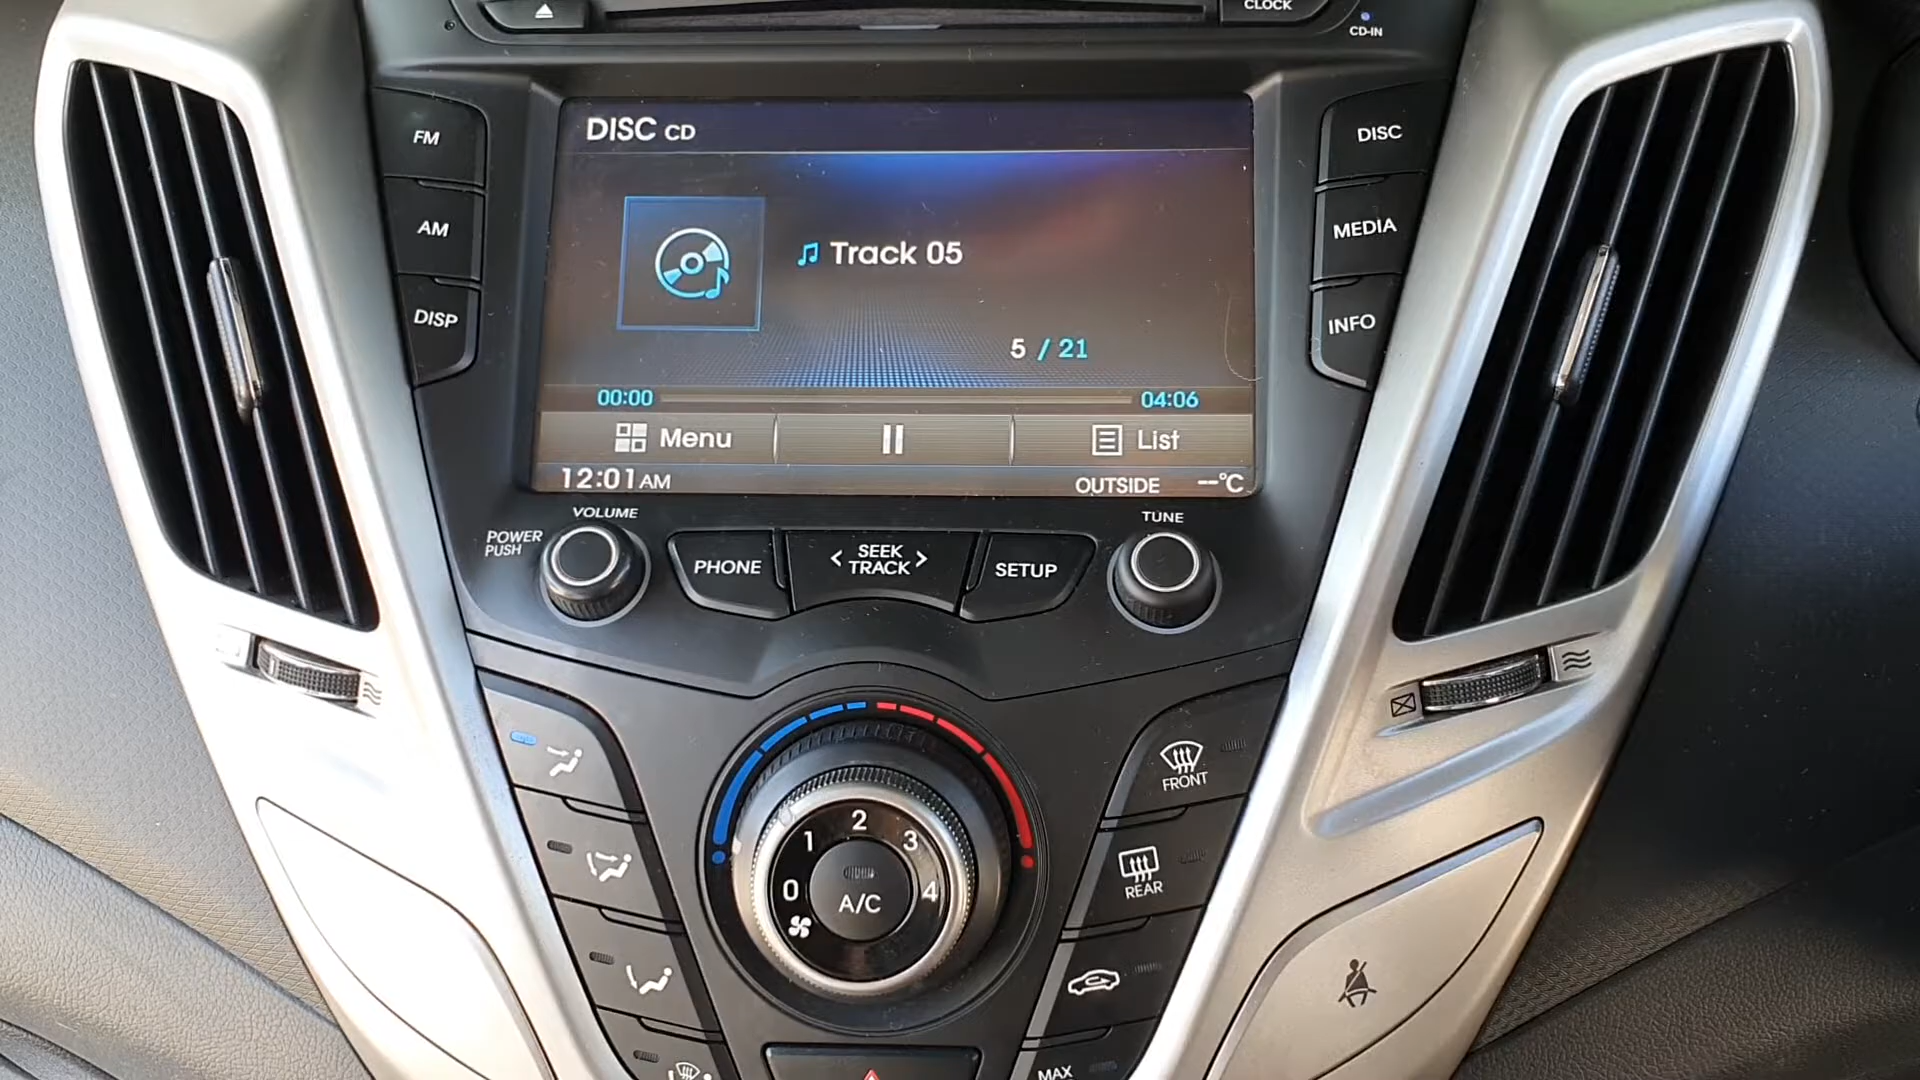 CLOCK
CD-IN
DISC CD
FM
DISC
AM
MEDIA
Track 05
DISP
INFO
5 / 21
00:00
04:06
Menu
List
12:01AM
OUTSIDE --°C
VOLUME
TUNE
POWER
PUSH
PHONE
< SEEK >
TRACK
SETUP
FRONT
1 2 3
0 4
A/C
REAR
MAX